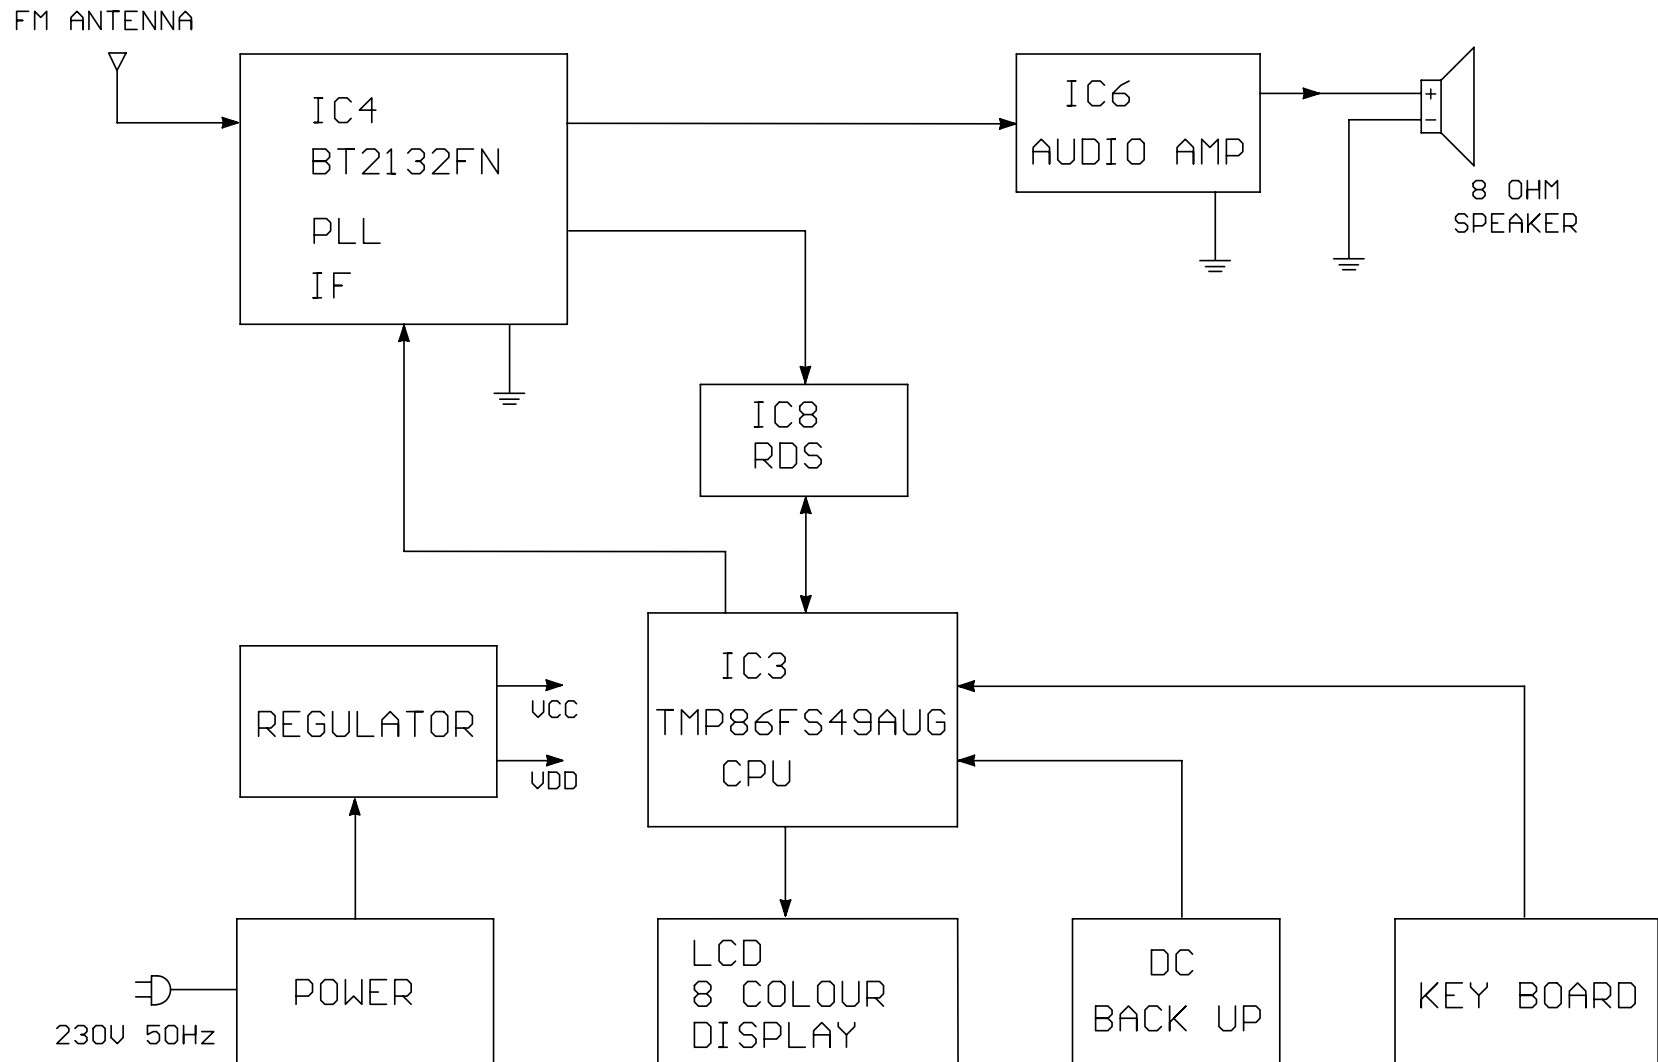 FM ANTENNA
IC4
BT2132FN
PLL
IF
IC6
AUDIO AMP
+
-
8 OHM
SPEAKER
IC8
RDS
IC3
TMP86FS49AUG
CPU
REGULATOR
VCC
VDD
POWER
230V 50Hz
LCD
8 COLOUR
DISPLAY
DC
BACK UP
KEY BOARD